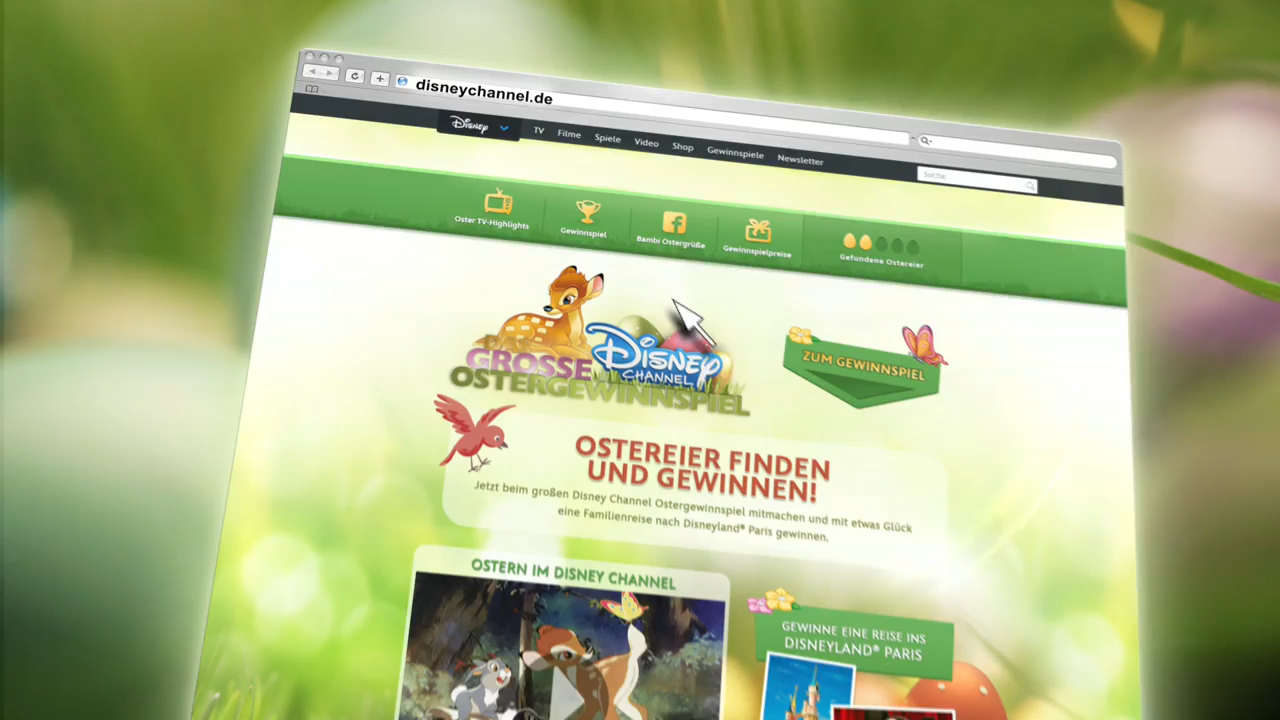 disneychannel.de
Disney TV Filme Spiele Video Shop Gewinnspiele Newsletter
Suche
Oster TV-Highlights
Gewinnspiel
Bambi Ostergrüße
Gewinnspielpreise
Gefundene Ostereier
DAS
GROSSE
DISNEY
CHANNEL
OSTERGEWINNSPIEL
ZUM GEWINNSPIEL
OSTEREIER FINDEN
UND GEWINNEN!
Jetzt beim großen Disney Channel Ostergewinnspiel mitmachen und mit etwas Glück
eine Familienreise nach Disneyland® Paris gewinnen.
OSTERN IM DISNEY CHANNEL
GEWINNE EINE REISE INS
DISNEYLAND® PARIS